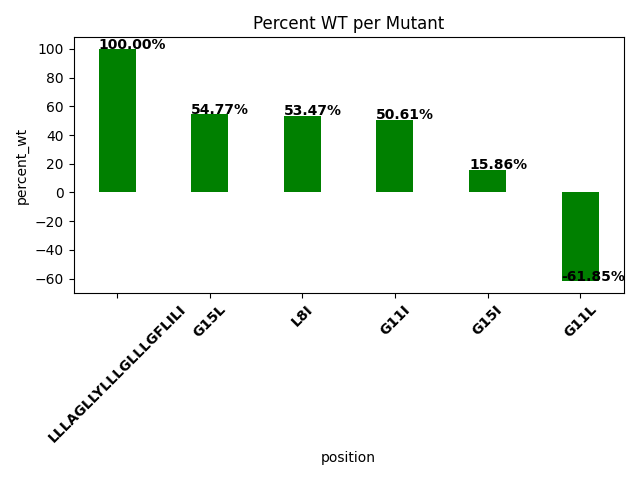 Percent WT per Mutant
percent_wt
100
80
60
40
20
0
−20
−40
−60
100.00%
54.77%
53.47%
50.61%
15.86%
-61.85%
LLLAGLLYLLLGLLLGFLILI
G15L
L8I
G11I
G15I
G11L
position